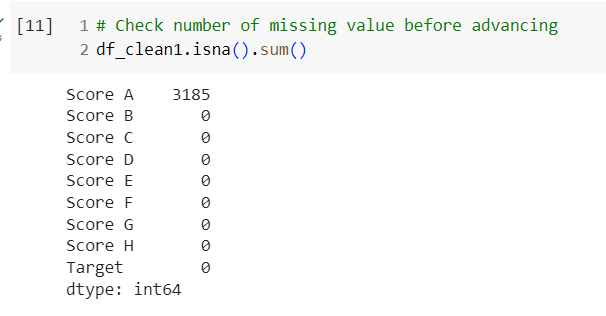 [11] 1 # Check number of missing value before advancing
2 df_clean1.isna().sum()
Score A 3185
Score B 0
Score C 0
Score D 0
Score E 0
Score F 0
Score G 0
Score H 0
Target 0
dtype: int64